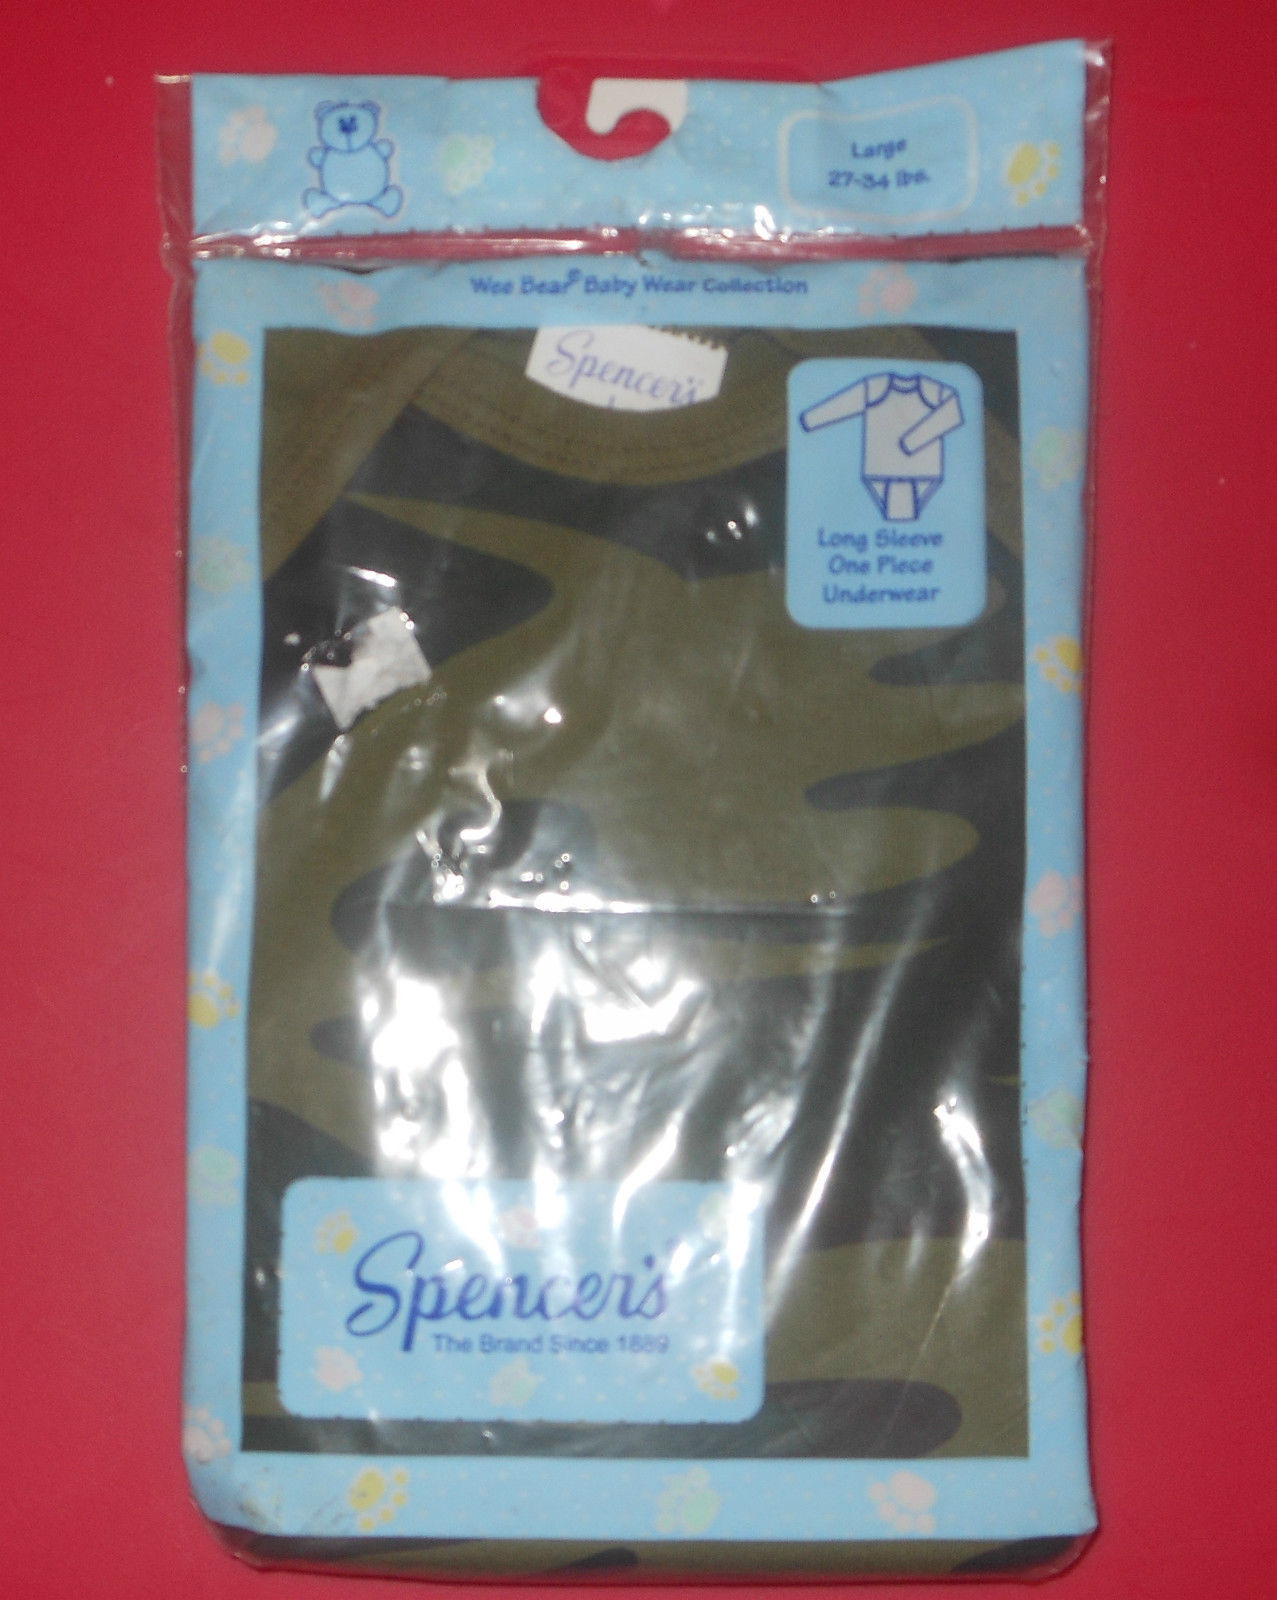 Large
27-34 lbs.
Wee Bear® Baby Wear Collection
Spencer's
Long Sleeve
One Piece
Underwear
Spencer's
The Brand Since 1889